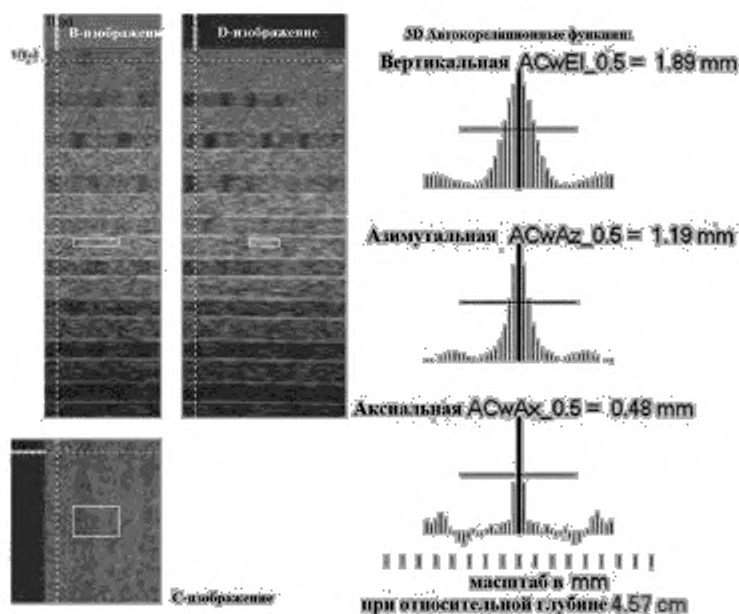 В-изображение
D-изображение
3D Автокореляционные функции:
Вертикальная ACwEl_0.5 = 1.89 mm
Азимутальная ACwAz_0.5 = 1.19 mm
Аксиальная ACwAx_0.5 = 0.48 mm
С-изображение
масштаб в mm
при относительной глубине 4.57 cm